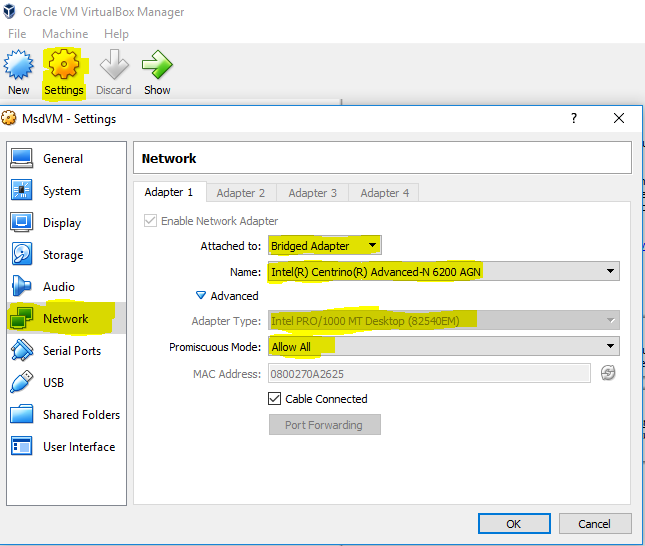 Oracle VM VirtualBox Manager
File Machine Help
New Settings Discard Show
MsdVM - Settings ?
General
System
Display
Storage
Audio
Network
Serial Ports
USB
Shared Folders
User Interface
Network
Adapter 1 Adapter 2 Adapter 3 Adapter 4
Enable Network Adapter
Attached to: Bridged Adapter
Name: Intel(R) Centrino(R) Advanced-N 6200 AGN
Advanced
Adapter Type: Intel PRO/1000 MT Desktop (82540EM)
Promiscuous Mode: Allow All
MAC Address: 0800270A2625
Cable Connected
Port Forwarding
OK Cancel